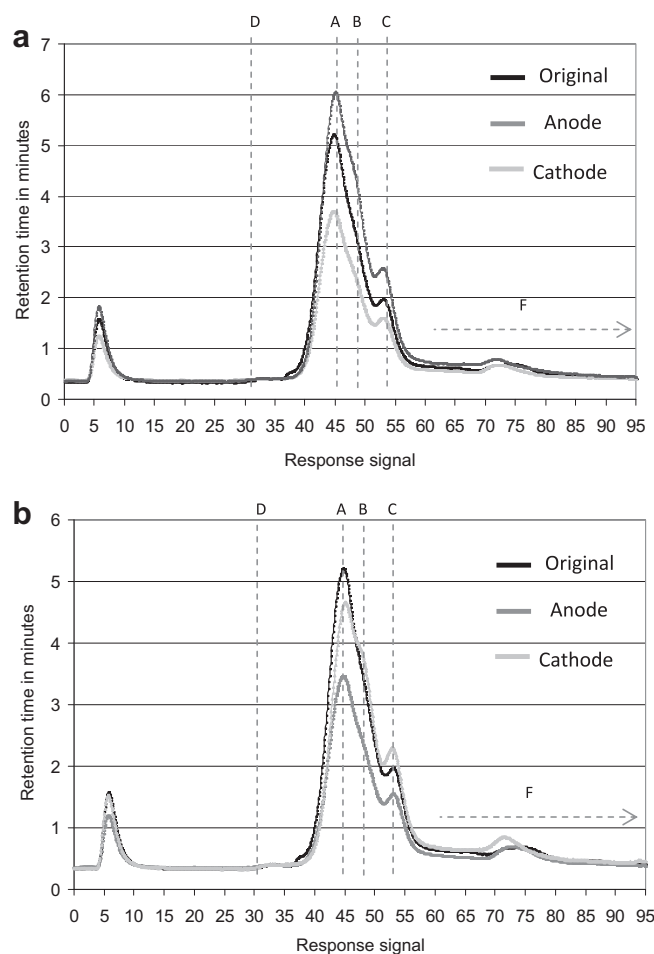 a
D A B C
7
6
5
4
3
2
1
0
Retention time in minutes
Original
Anode
Cathode
F
0 5 10 15 20 25 30 35 40 45 50 55 60 65 70 75 80 85 90 95
Response signal
b
D A B C
6
5
4
3
2
1
0
Retention time in minutes
Original
Anode
Cathode
F
0 5 10 15 20 25 30 35 40 45 50 55 60 65 70 75 80 85 90 95
Response signal